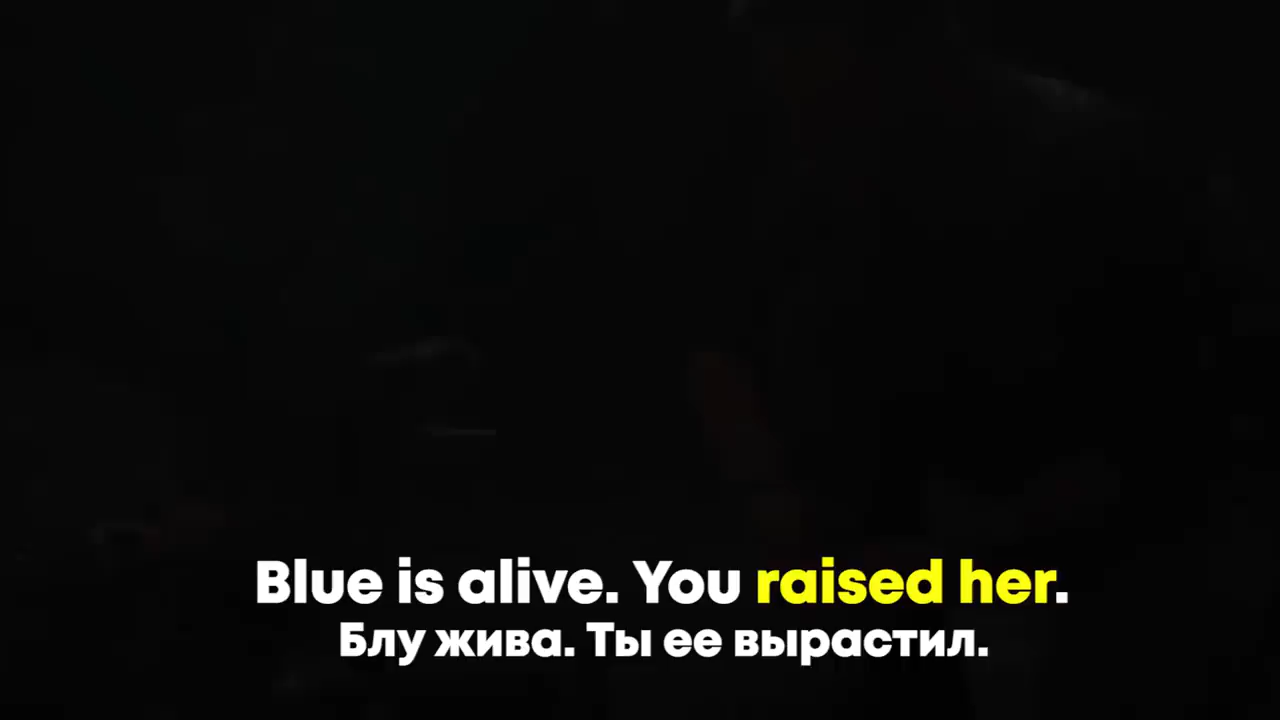 Blue is alive. You raised her.
Блу жива. Ты ее вырастил.